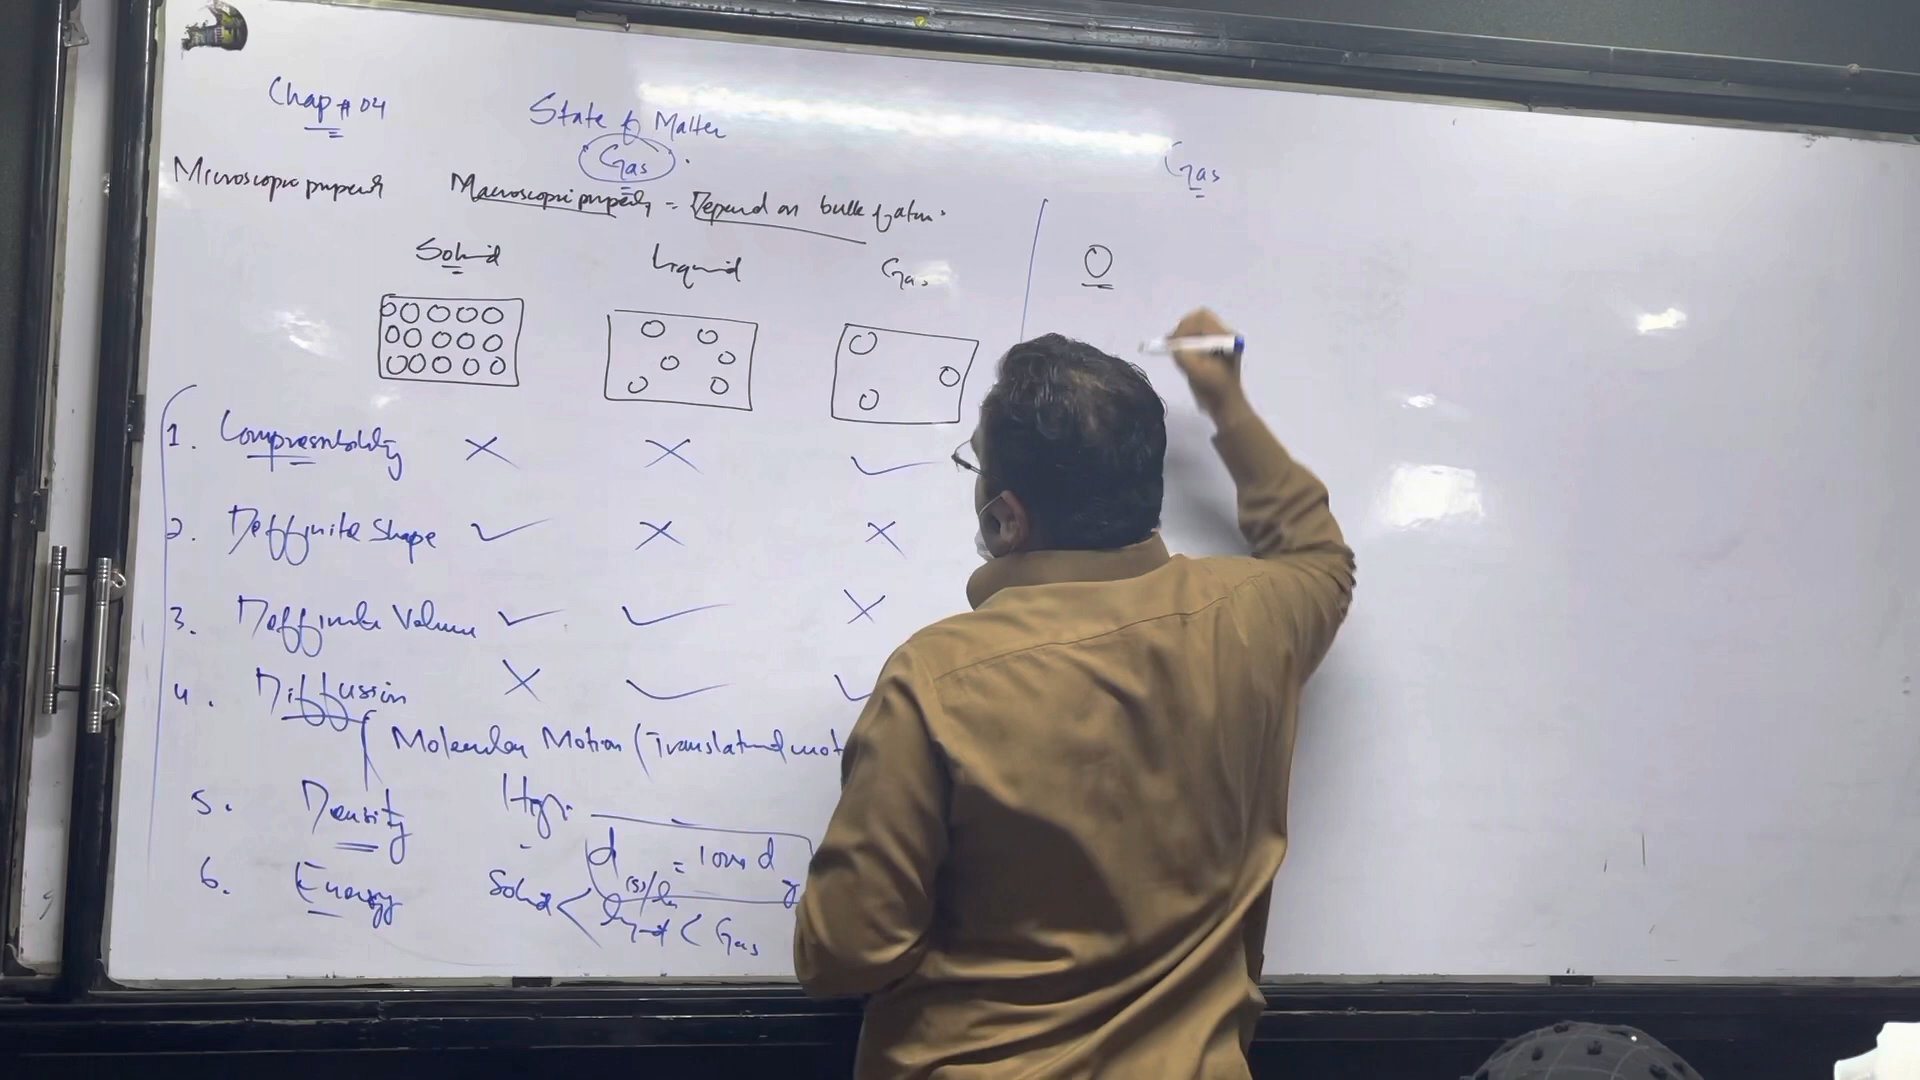 Chap # 04
State of Matter
Gas
Gas
Microscopic property
Macroscopic property = Depend on bulk of atom.
Solid Liquid Gas
1. Compressibility × × ✓
2. Deffinite Shape ✓ × ×
3. Deffinite Volume ✓ ✓ ×
4. Diffussion × ✓ ✓
Molecular Motion (Translational mot
5. Density High.
d (s)/ = 1000 d g
6. Energy Solid < liquid < Gas